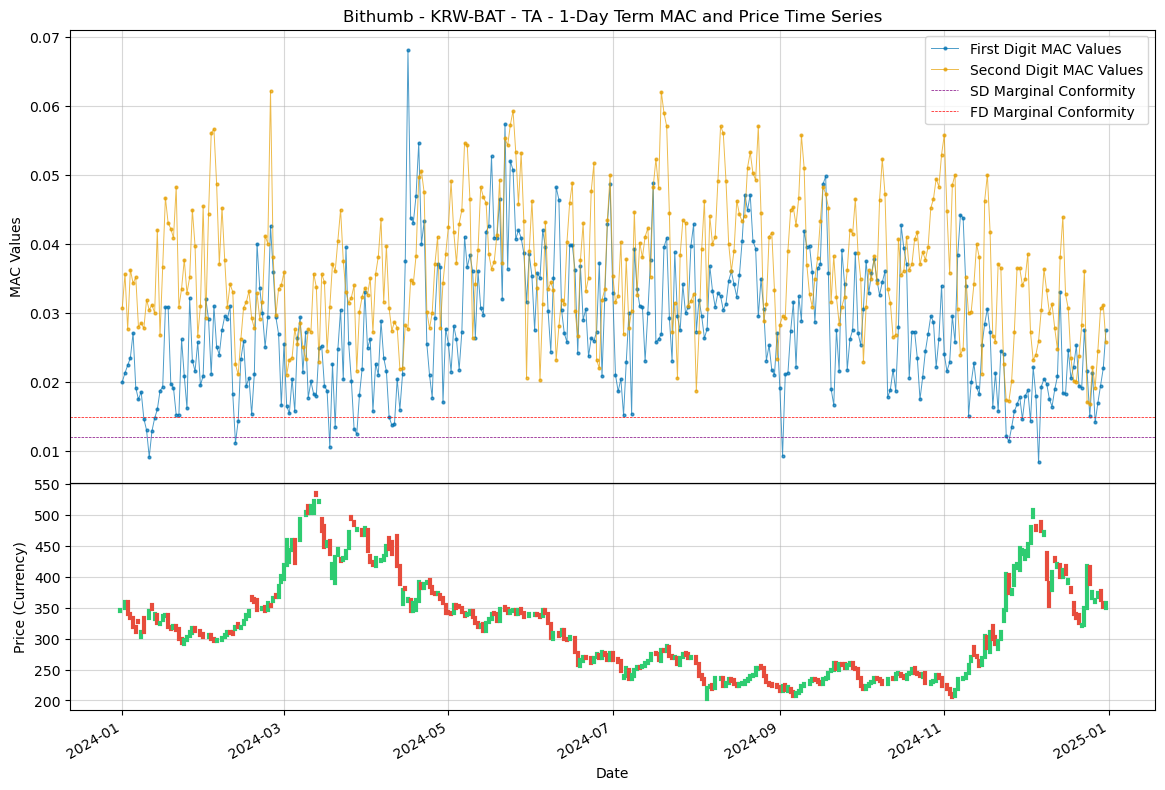 Bithumb - KRW-BAT - TA - 1-Day Term MAC and Price Time Series
First Digit MAC Values
Second Digit MAC Values
SD Marginal Conformity
FD Marginal Conformity
MAC Values
0.07
0.06
0.05
0.04
0.03
0.02
0.01
Price (Currency)
550
500
450
400
350
300
250
200
2024-01
2024-03
2024-05
2024-07
2024-09
2024-11
2025-01
Date